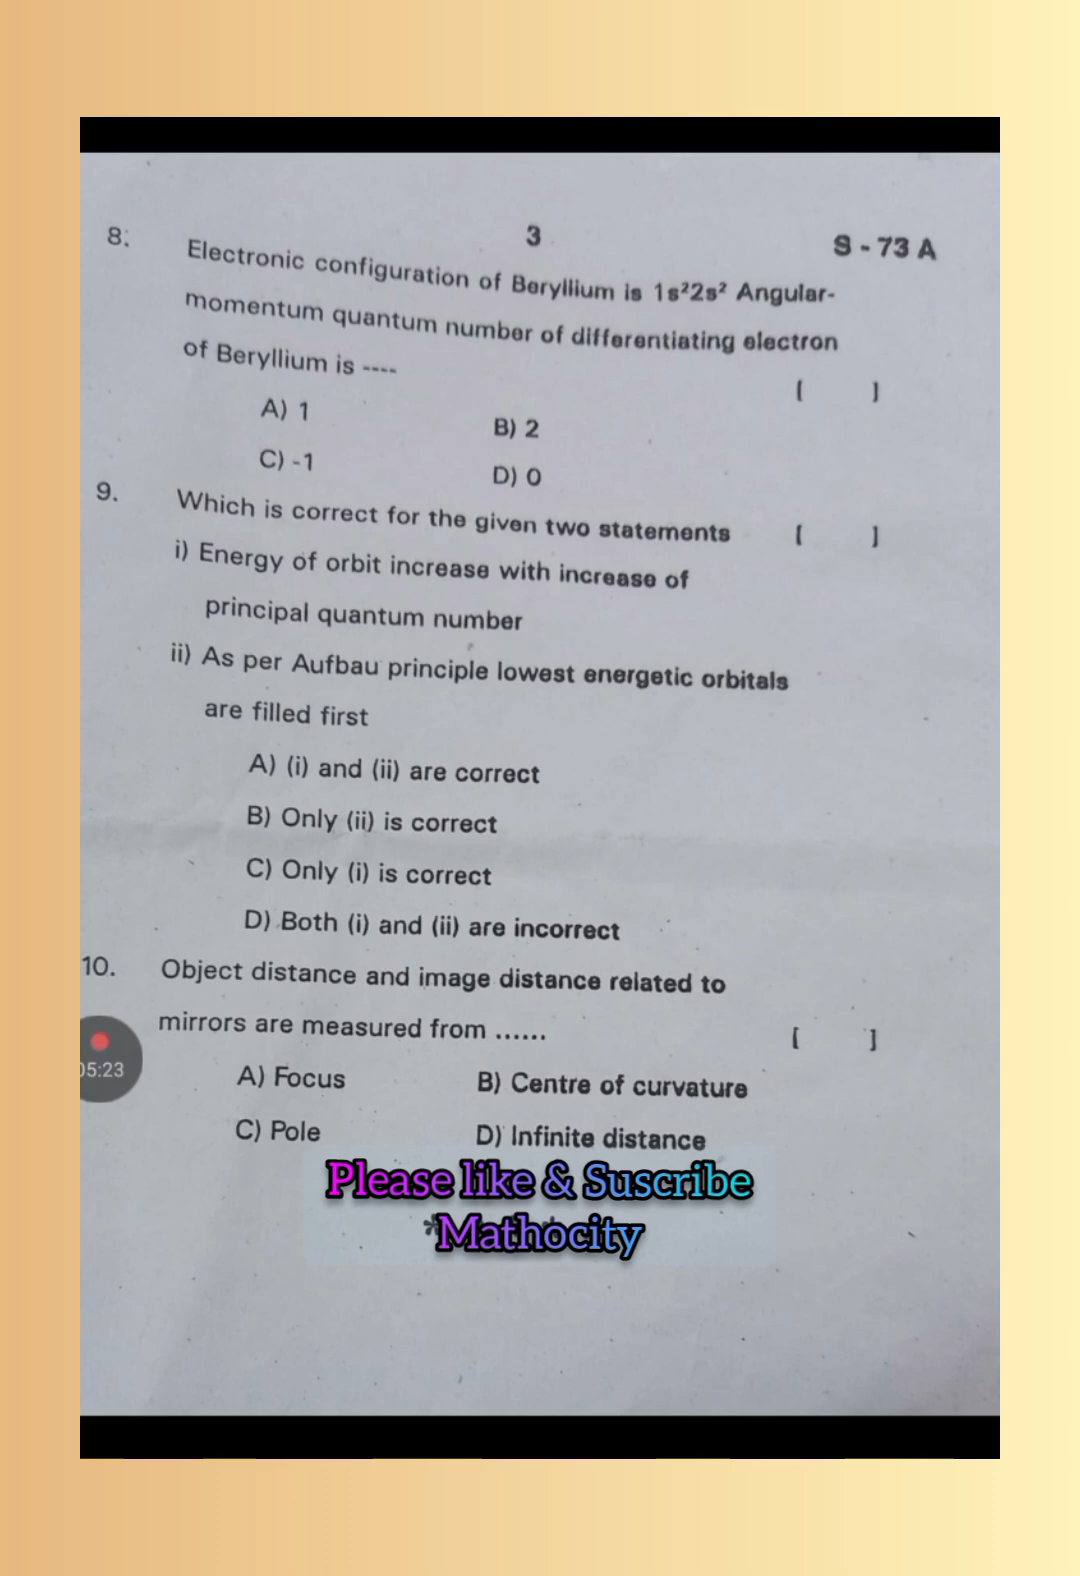 3
S - 73 A
8. Electronic configuration of Beryllium is 1s²2s² Angular-
momentum quantum number of differentiating electron
of Beryllium is ---- [ ]
A) 1 B) 2
C) -1 D) 0
9. Which is correct for the given two statements [ ]
i) Energy of orbit increase with increase of
principal quantum number
ii) As per Aufbau principle lowest energetic orbitals
are filled first
A) (i) and (ii) are correct
B) Only (ii) is correct
C) Only (i) is correct
D) Both (i) and (ii) are incorrect
10. Object distance and image distance related to
mirrors are measured from ...... [ ]
05:23
A) Focus B) Centre of curvature
C) Pole D) Infinite distance
Please like & Suscribe
*Mathocity